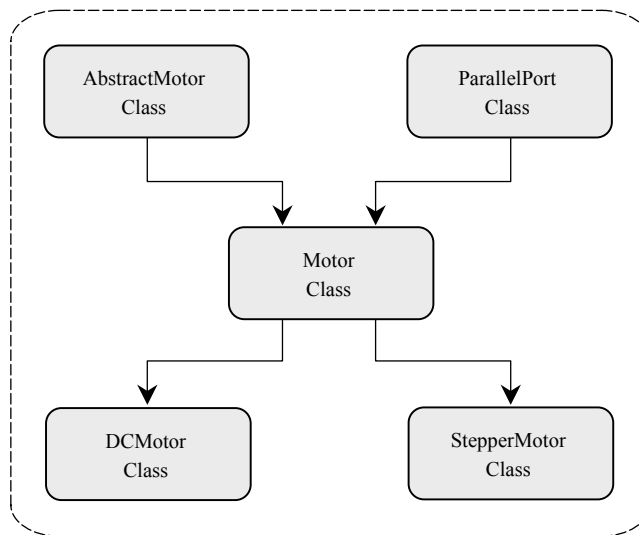 AbstractMotor
Class
ParallelPort
Class
Motor
Class
DCMotor
Class
StepperMotor
Class